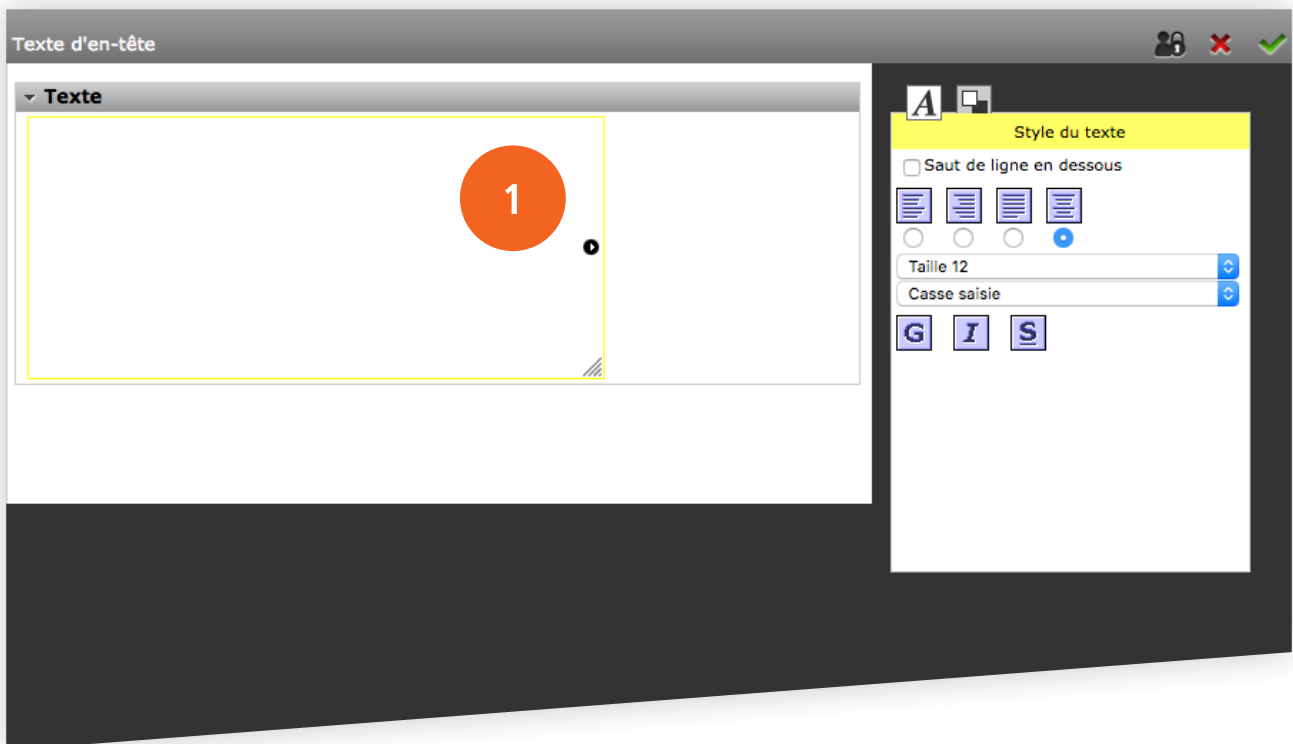 Texte d'en-tête
Texte
1
A
Style du texte
Saut de ligne en dessous
Taille 12
Casse saisie
G I S